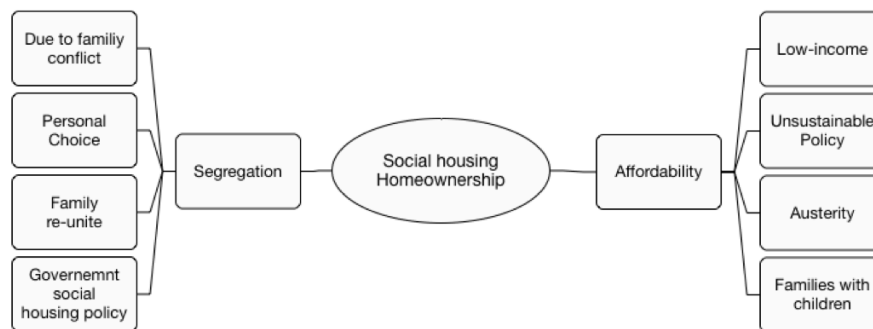 Due to familiy
conflict
Personal
Choice
Family
re-unite
Governemnt
social
housing policy
Segregation
Social housing
Homeownership
Affordability
Low-income
Unsustainable
Policy
Austerity
Families with
children